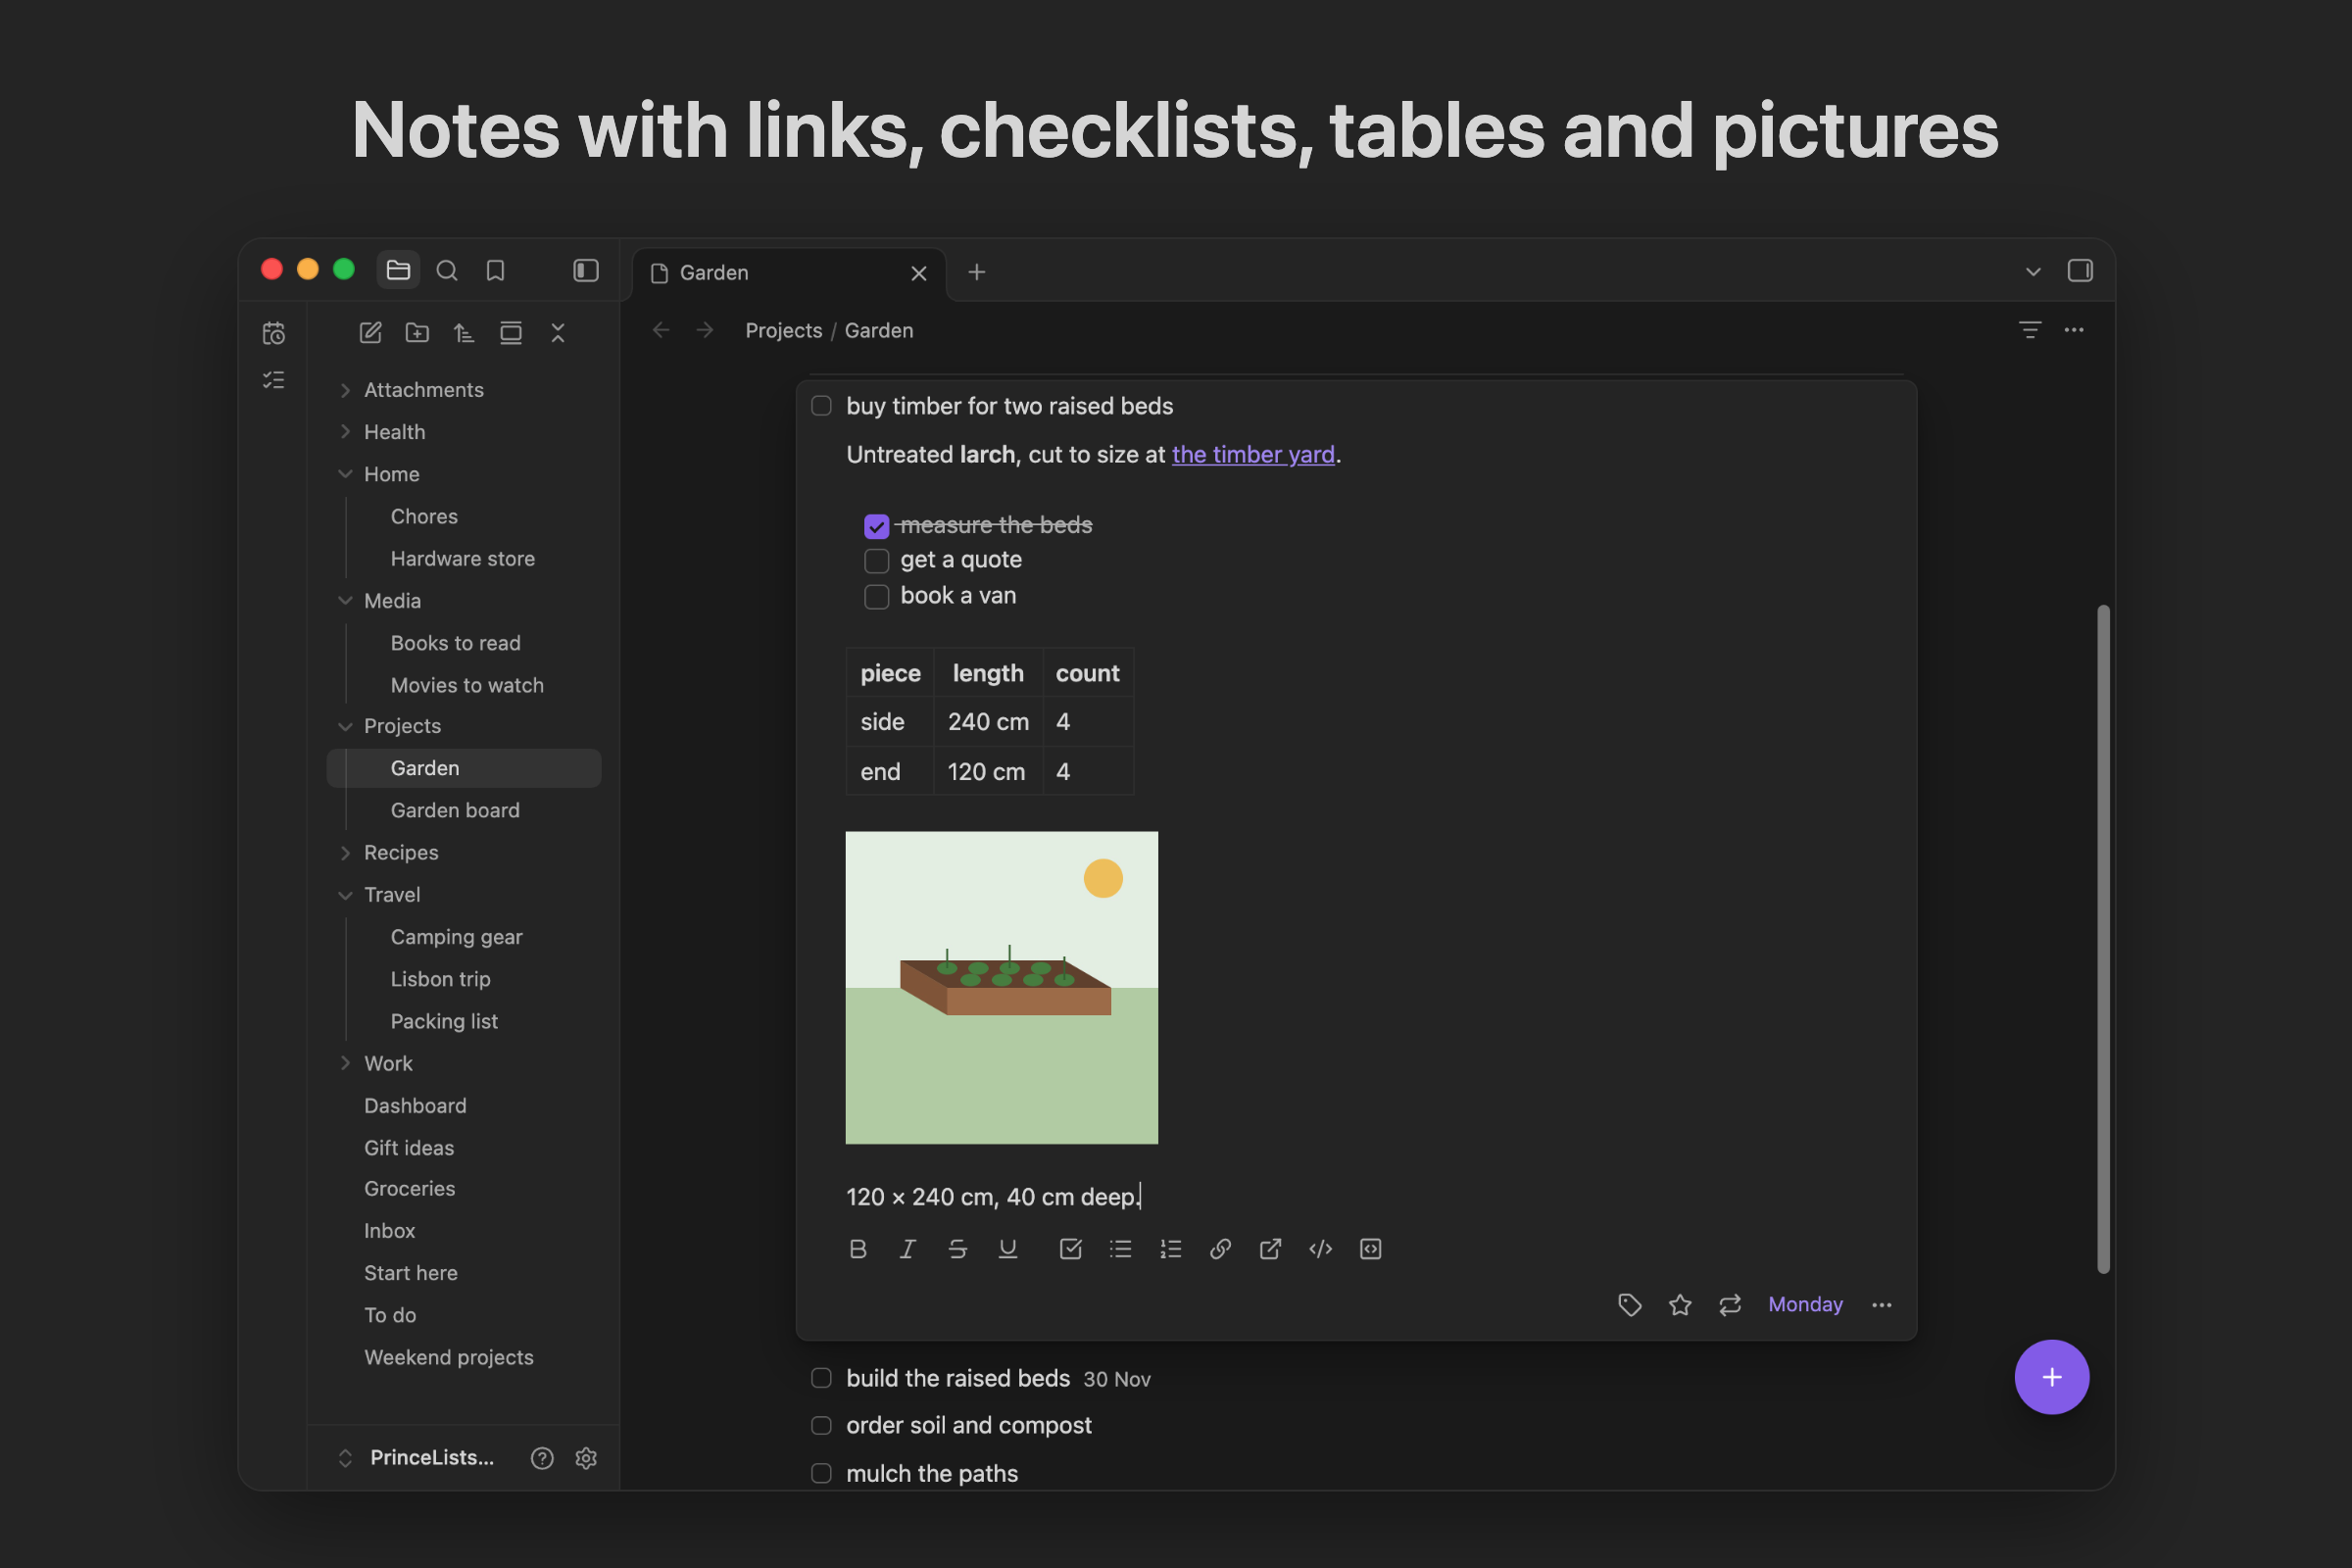 Notes with links, checklists, tables and pictures
Garden
Projects / Garden
Attachments
Health
Home
Chores
Hardware store
Media
Books to read
Movies to watch
Projects
Garden
Garden board
Recipes
Travel
Camping gear
Lisbon trip
Packing list
Work
Dashboard
Gift ideas
Groceries
Inbox
Start here
To do
Weekend projects
PrinceLists...
buy timber for two raised beds
Untreated larch, cut to size at the timber yard.
measure the beds
get a quote
book a van
piece length count
side 240 cm 4
end 120 cm 4
120 × 240 cm, 40 cm deep.
Monday
build the raised beds 30 Nov
order soil and compost
mulch the paths